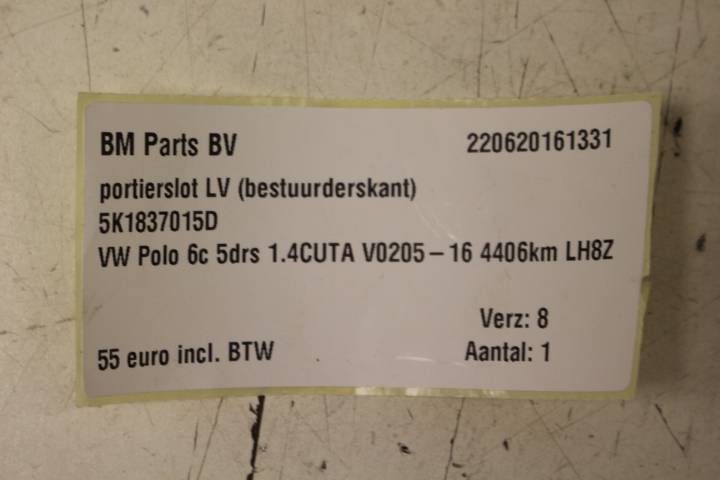 BM Parts BV 220620161331
portierslot LV (bestuurderskant)
5K1837015D
VW Polo 6c 5drs 1.4CUTA V0205-16 4406km LH8Z
Verz: 8
55 euro incl. BTW Aantal: 1